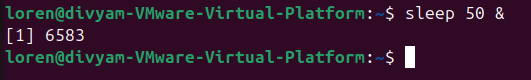 loren@divyam-VMware-Virtual-Platform:~$ sleep 50 &
[1] 6583
loren@divyam-VMware-Virtual-Platform:~$